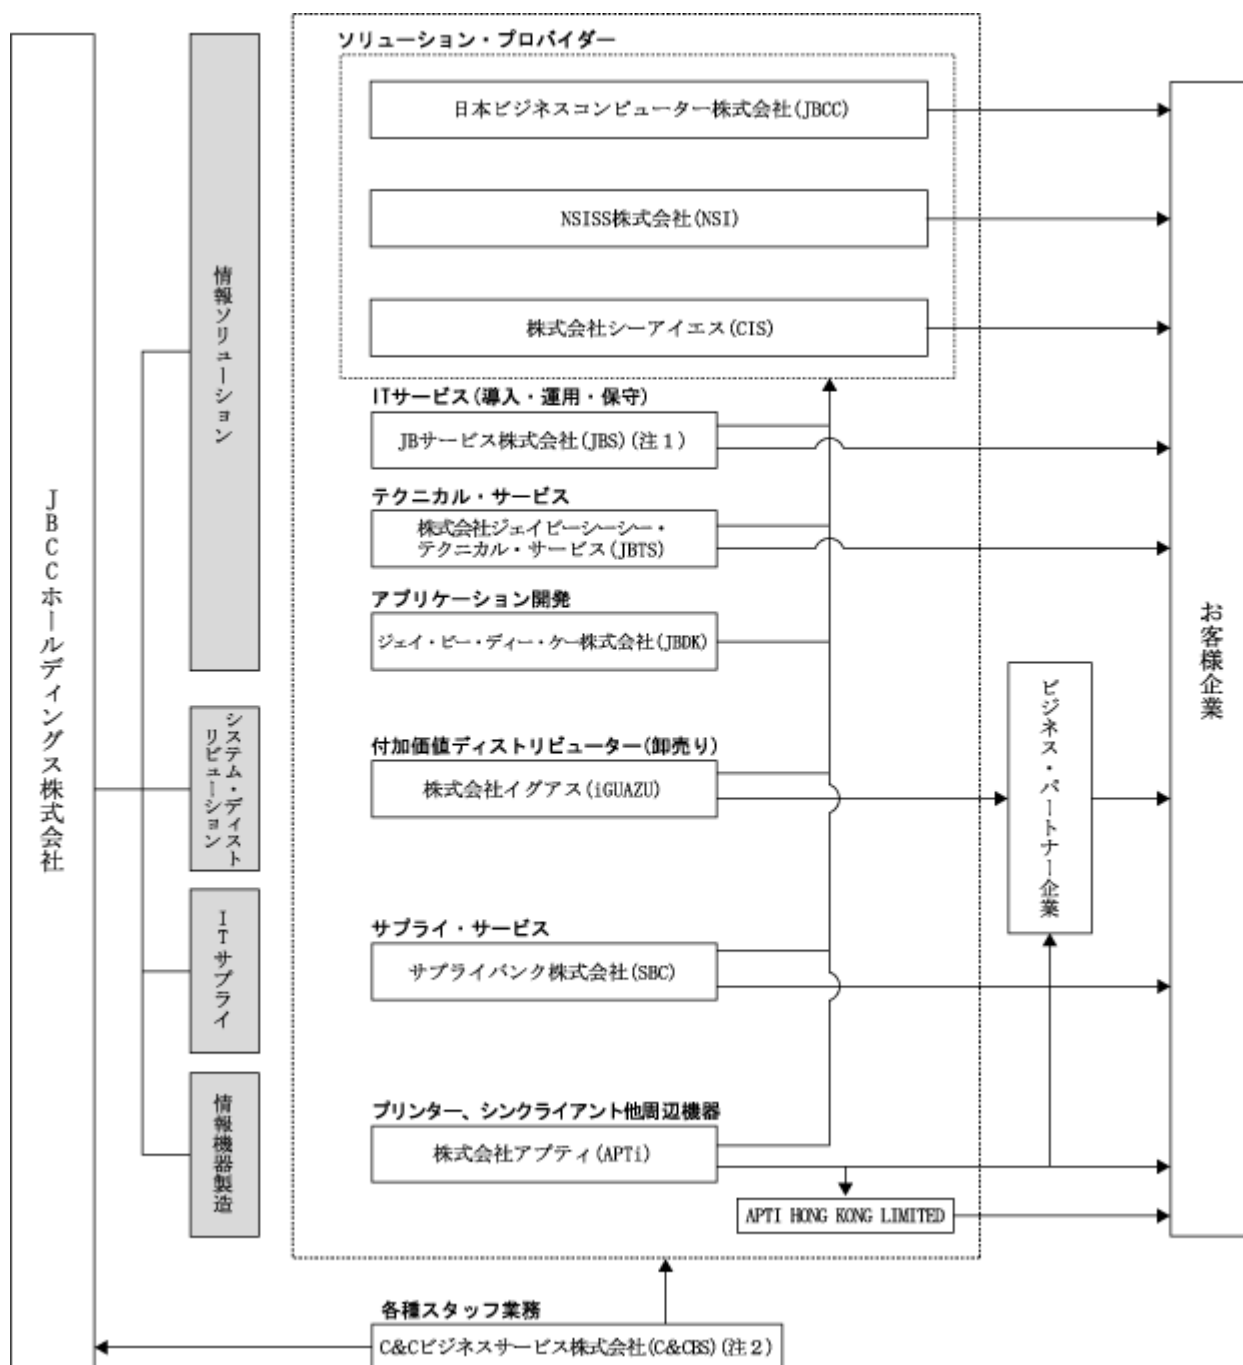 JBCCホールディングス株式会社
情報ソリューション
システム・ディスト
リビューション
ITサプライ
情報機器製造
ソリューション・プロバイダー
日本ビジネスコンピューター株式会社(JBCC)
NSISS株式会社(NSI)
株式会社シーアイエス(CIS)
ITサービス(導入・運用・保守)
JBサービス株式会社(JBS)(注1)
テクニカル・サービス
株式会社ジェイビーシーシー・
テクニカル・サービス(JBTS)
アプリケーション開発
ジェイ・ビー・ディー・ケー株式会社(JBDK)
付加価値ディストリビューター(卸売り)
株式会社イグアス(iGUAZU)
サプライ・サービス
サプライバンク株式会社(SBC)
プリンター、シンクライアント他周辺機器
株式会社アプティ(APTi)
APTI HONG KONG LIMITED
ビジネス・パートナー企業
お客様企業
各種スタッフ業務
C&Cビジネスサービス株式会社(C&CBS)(注2)